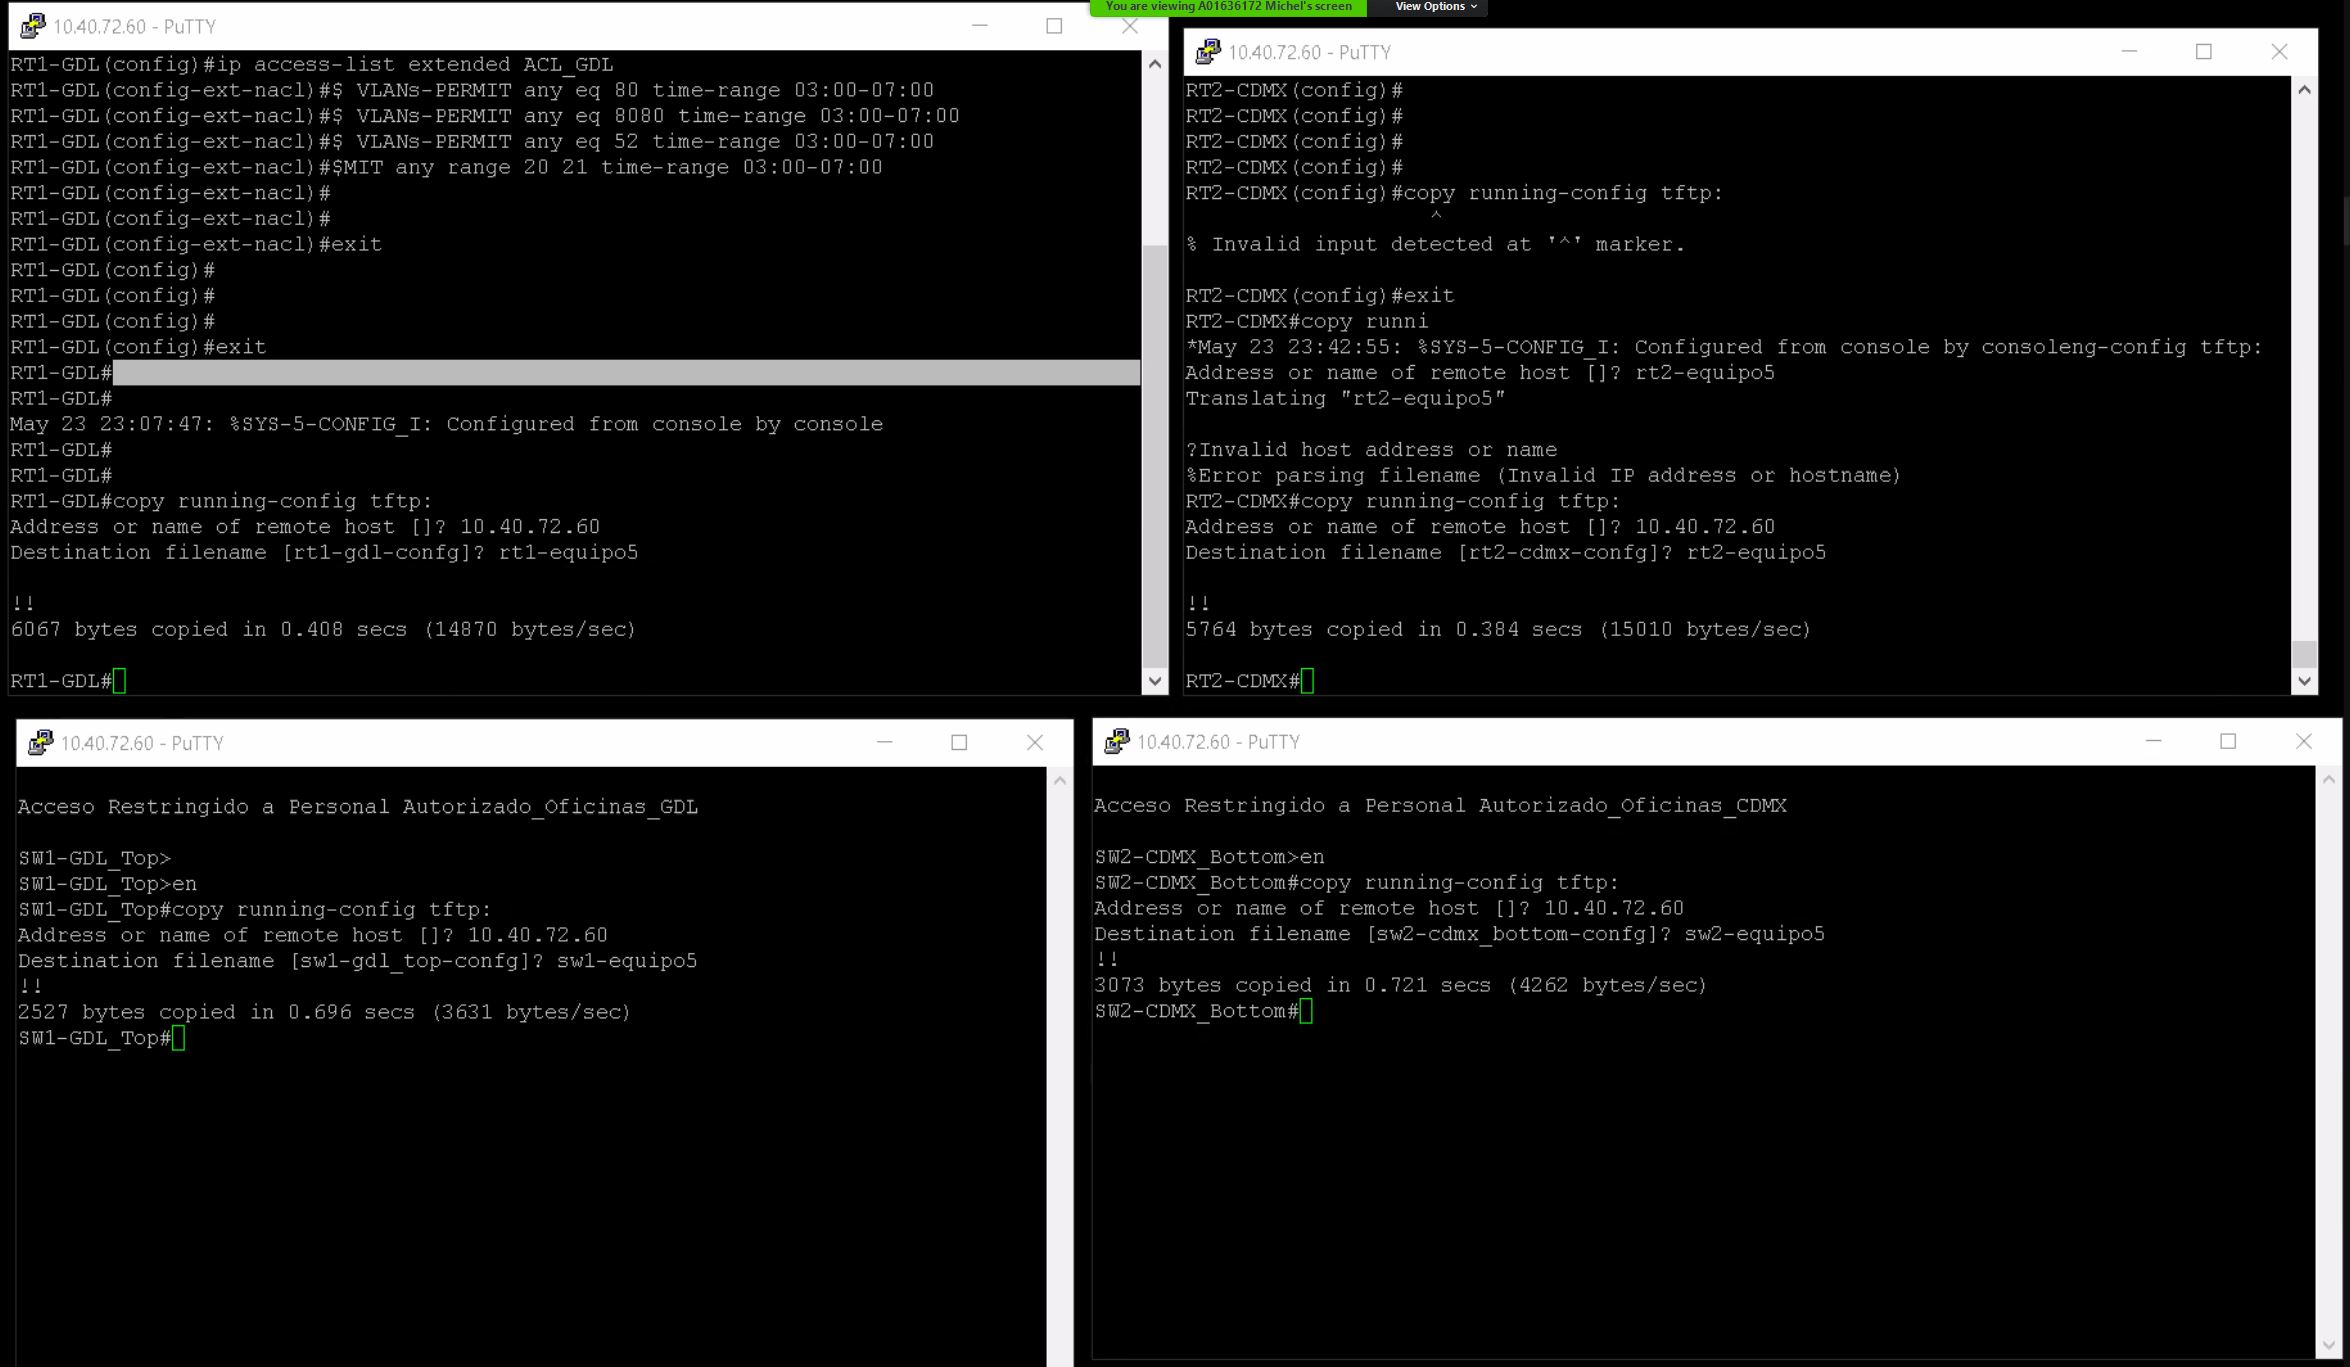 You are viewing A01636172 Michel's screen
View Options
10.40.72.60 - PuTTY
RT1-GDL(config)#ip access-list extended ACL_GDL
RT1-GDL(config-ext-nacl)#$ VLANs-PERMIT any eq 80 time-range 03:00-07:00
RT1-GDL(config-ext-nacl)#$ VLANs-PERMIT any eq 8080 time-range 03:00-07:00
RT1-GDL(config-ext-nacl)#$ VLANs-PERMIT any eq 52 time-range 03:00-07:00
RT1-GDL(config-ext-nacl)#$MIT any range 20 21 time-range 03:00-07:00
RT1-GDL(config-ext-nacl)#
RT1-GDL(config-ext-nacl)#
RT1-GDL(config-ext-nacl)#exit
RT1-GDL(config)#
RT1-GDL(config)#
RT1-GDL(config)#
RT1-GDL(config)#exit
RT1-GDL#
RT1-GDL#
May 23 23:07:47: %SYS-5-CONFIG_I: Configured from console by console
RT1-GDL#
RT1-GDL#
RT1-GDL#copy running-config tftp:
Address or name of remote host []? 10.40.72.60
Destination filename [rt1-gdl-confg]? rt1-equipo5
!!
6067 bytes copied in 0.408 secs (14870 bytes/sec)
RT1-GDL#
10.40.72.60 - PuTTY
RT2-CDMX(config)#
RT2-CDMX(config)#
RT2-CDMX(config)#
RT2-CDMX(config)#
RT2-CDMX(config)#copy running-config tftp:
^
% Invalid input detected at '^' marker.
RT2-CDMX(config)#exit
RT2-CDMX#copy runni
*May 23 23:42:55: %SYS-5-CONFIG_I: Configured from console by consoleng-config tftp:
Address or name of remote host []? rt2-equipo5
Translating "rt2-equipo5"
?Invalid host address or name
%Error parsing filename (Invalid IP address or hostname)
RT2-CDMX#copy running-config tftp:
Address or name of remote host []? 10.40.72.60
Destination filename [rt2-cdmx-confg]? rt2-equipo5
!!
5764 bytes copied in 0.384 secs (15010 bytes/sec)
RT2-CDMX#
10.40.72.60 - PuTTY
Acceso Restringido a Personal Autorizado_Oficinas_GDL
SW1-GDL_Top>
SW1-GDL_Top>en
SW1-GDL_Top#copy running-config tftp:
Address or name of remote host []? 10.40.72.60
Destination filename [sw1-gdl_top-confg]? sw1-equipo5
!!
2527 bytes copied in 0.696 secs (3631 bytes/sec)
SW1-GDL_Top#
10.40.72.60 - PuTTY
Acceso Restringido a Personal Autorizado_Oficinas_CDMX
SW2-CDMX_Bottom>en
SW2-CDMX_Bottom#copy running-config tftp:
Address or name of remote host []? 10.40.72.60
Destination filename [sw2-cdmx_bottom-confg]? sw2-equipo5
!!
3073 bytes copied in 0.721 secs (4262 bytes/sec)
SW2-CDMX_Bottom#